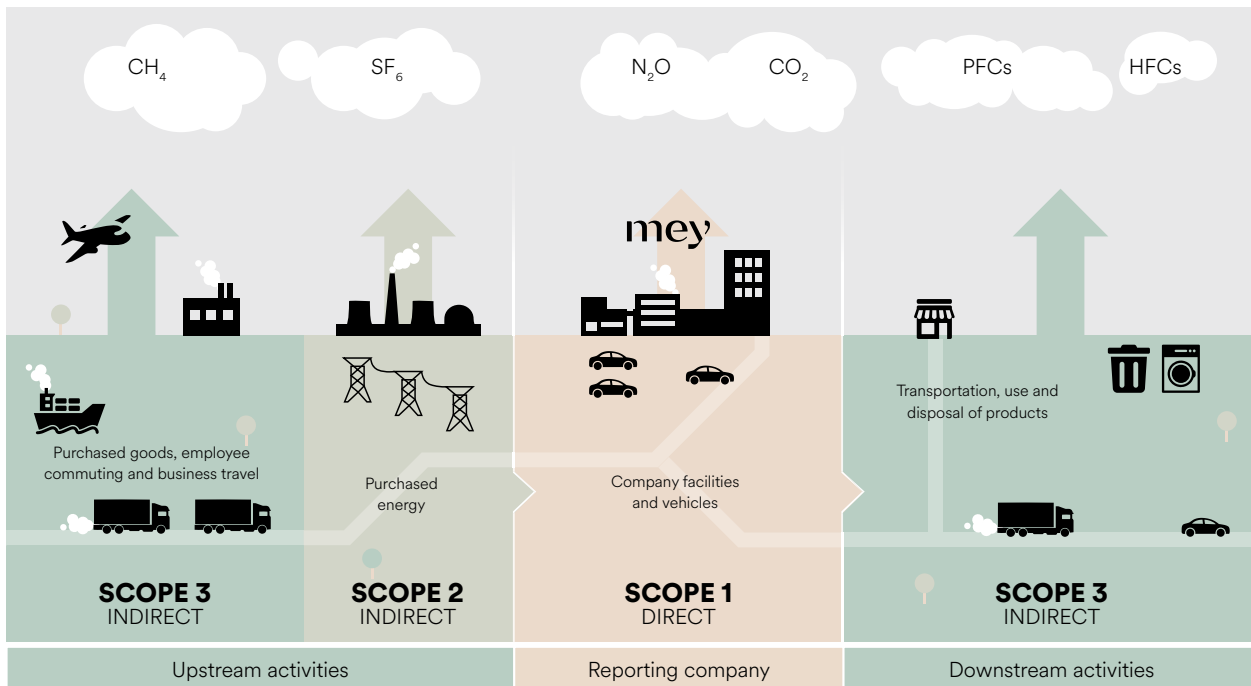 CH₄
SF₆
N₂O
CO₂
PFCs
HFCs
mey
Purchased goods, employee
commuting and business travel
Purchased
energy
Company facilities
and vehicles
Transportation, use and
disposal of products
SCOPE 3
INDIRECT
SCOPE 2
INDIRECT
SCOPE 1
DIRECT
SCOPE 3
INDIRECT
Upstream activities
Reporting company
Downstream activities